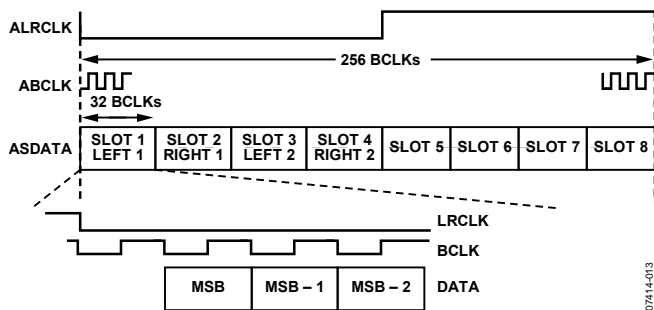 ALRCLK
256 BCLKs
ABCLK
32 BCLKs
ASDATA
SLOT 1
LEFT 1
SLOT 2
RIGHT 1
SLOT 3
LEFT 2
SLOT 4
RIGHT 2
SLOT 5
SLOT 6
SLOT 7
SLOT 8
LRCLK
BCLK
MSB
MSB – 1
MSB – 2
DATA
07414-013